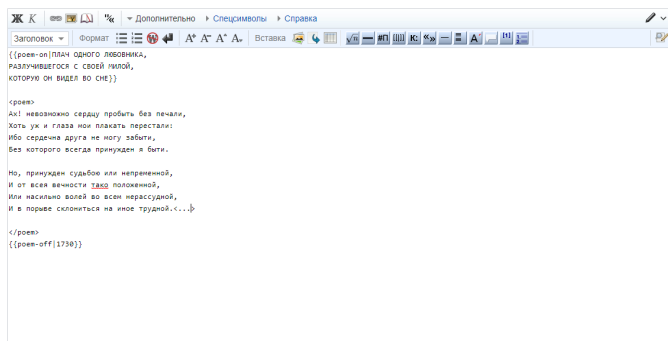 Ж К Дополнительно Спецсимволы Справка
Заголовок Формат A⁺ A⁻ Aˆ Aᵥ Вставка √n #П К: «» A [1]
{{poem-on|ПЛАЧ ОДНОГО ЛЮБОВНИКА,
РАЗЛУЧИВШЕГОСЯ С СВОЕЙ МИЛОЙ,
КОТОРУЮ ОН ВИДЕЛ ВО СНЕ}}
<poem>
Ах! невозможно сердцу пробыть без печали,
Хоть уж и глаза мои плакать перестали:
Ибо сердечна друга не могу забыти,
Без которого всегда принужден я быти.
Но, принужден судьбою или непременной,
И от всея вечности тако положенной,
Или насильно волей во всем нерассудной,
И в порыве склониться на иное трудной.<...>
</poem>
{{poem-off|1730}}